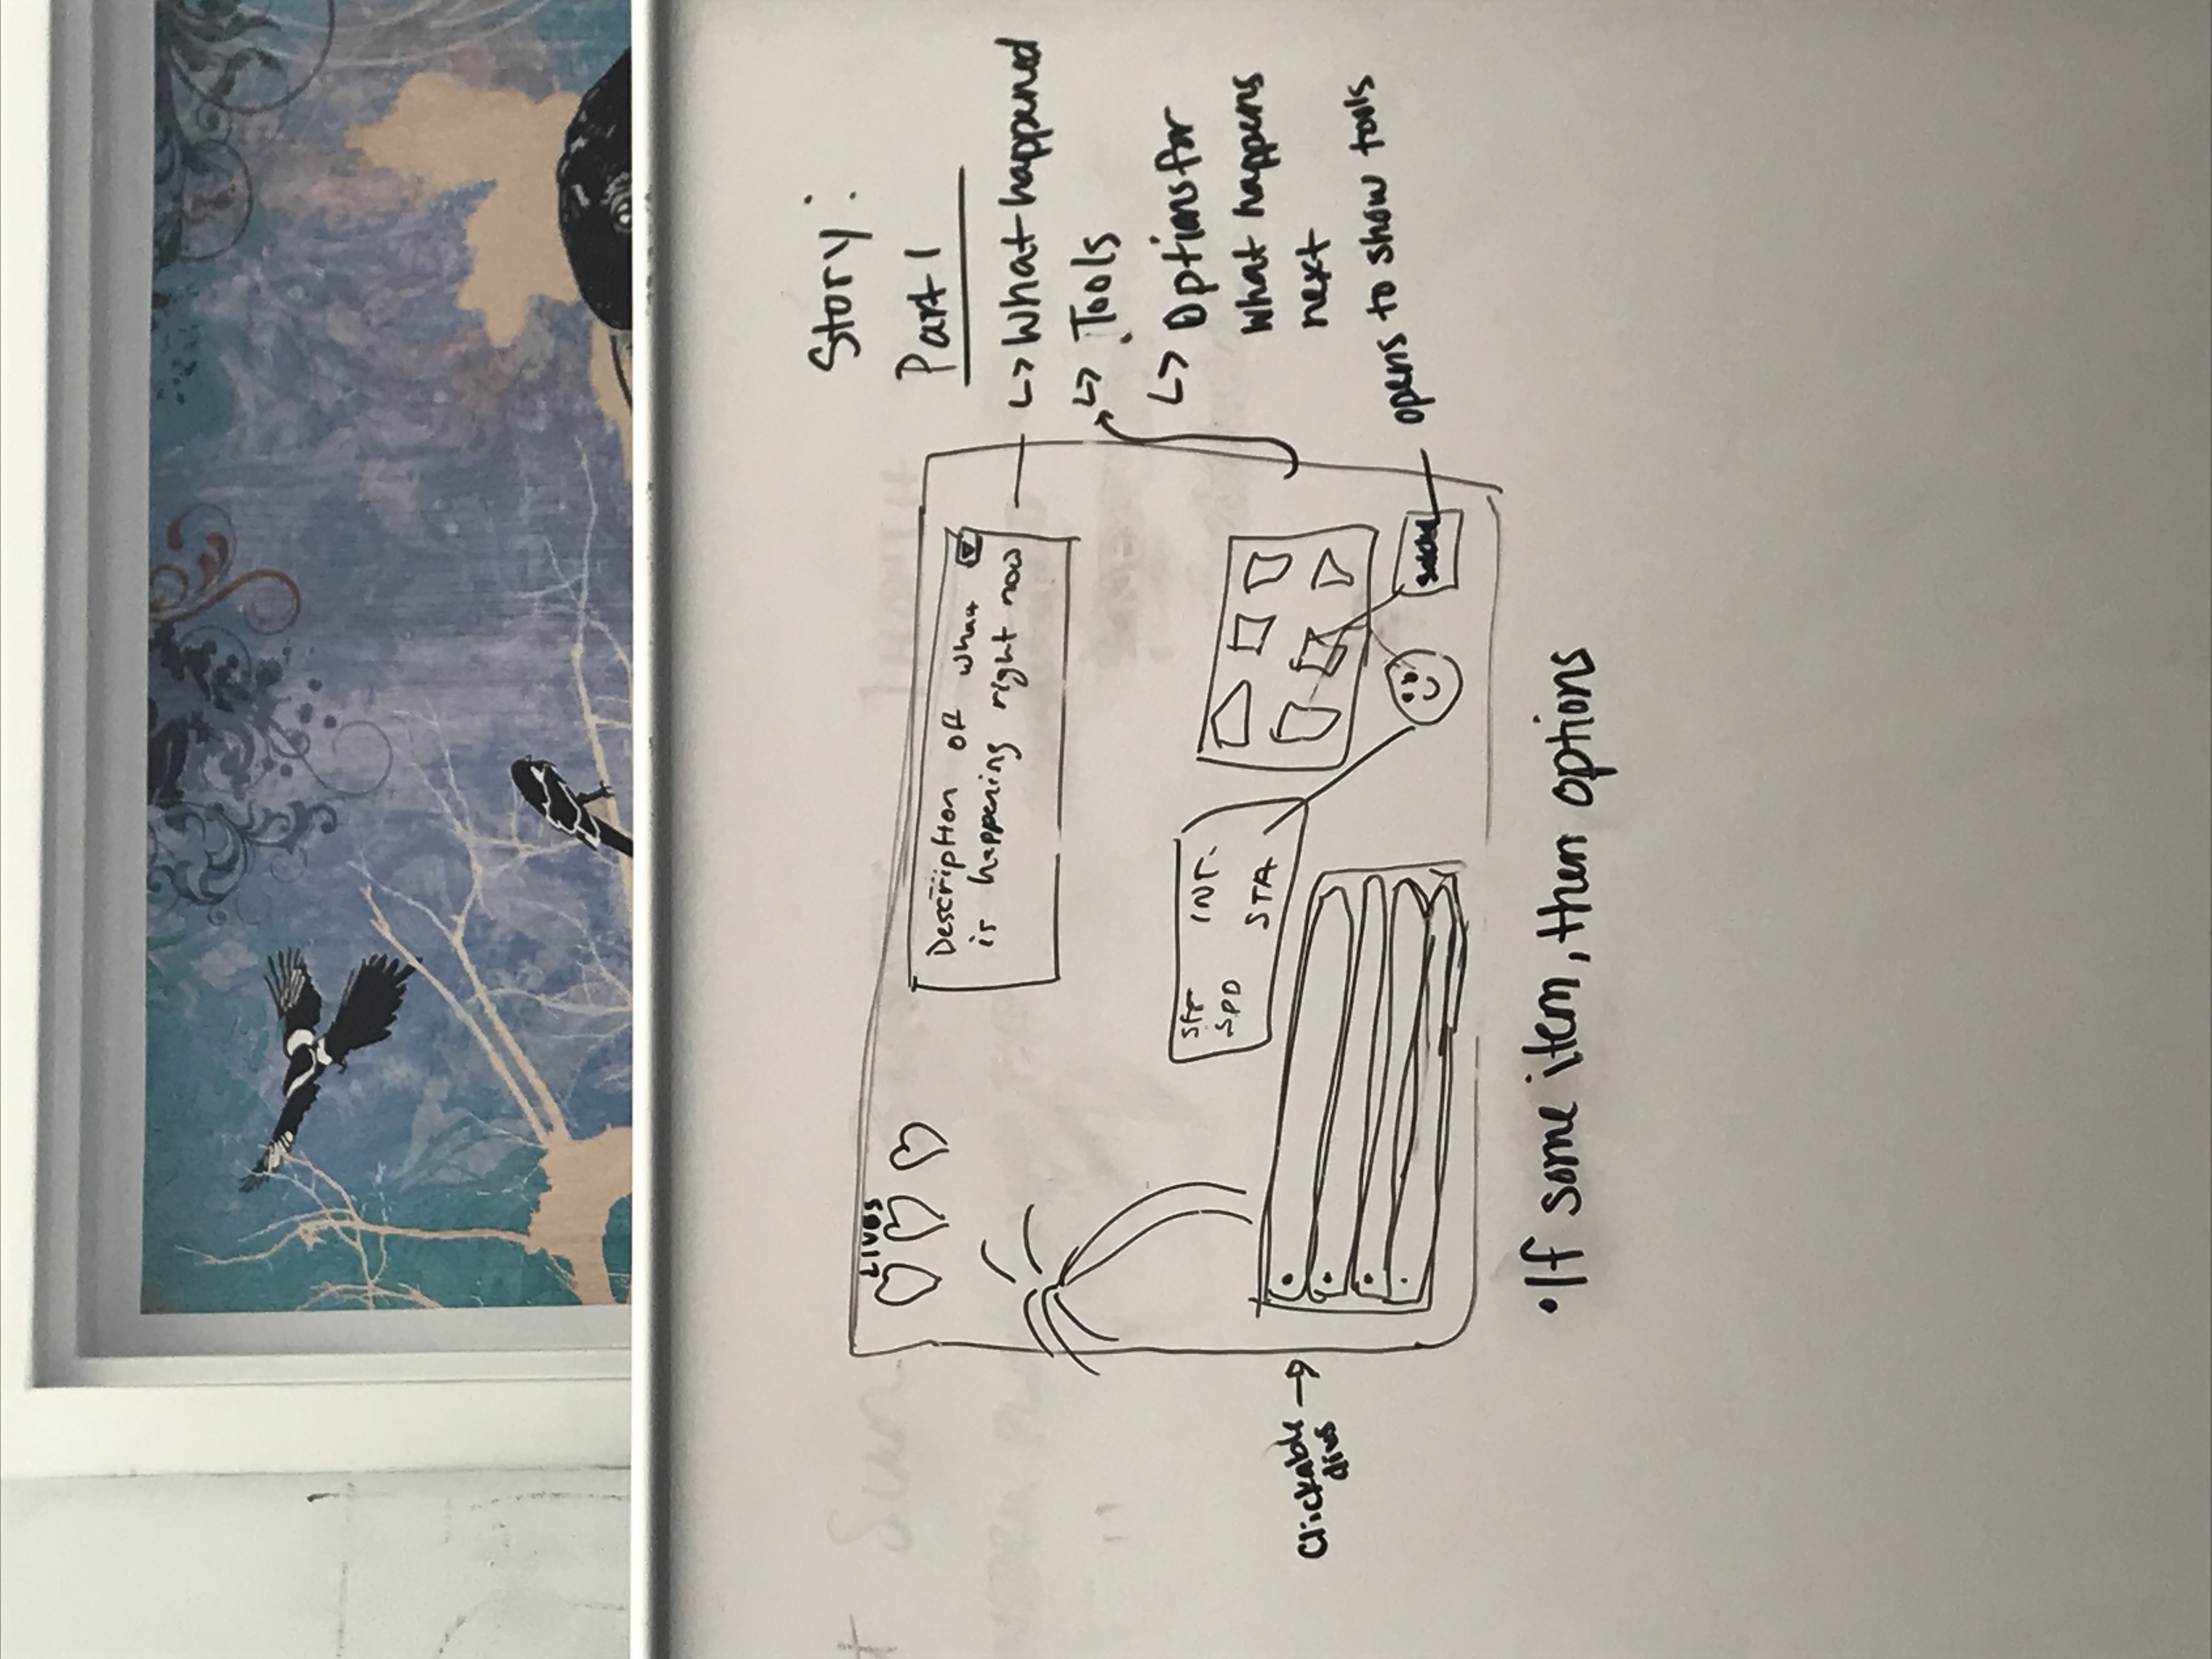 Story:
Part 1
LIVES
Description of what
is happening right now
↳ What happened
↳ Tools
↳ Options for
what happens
next
Str INT.
SPD
STA
Clickable
divs
opens to show tools
• If some item, then options